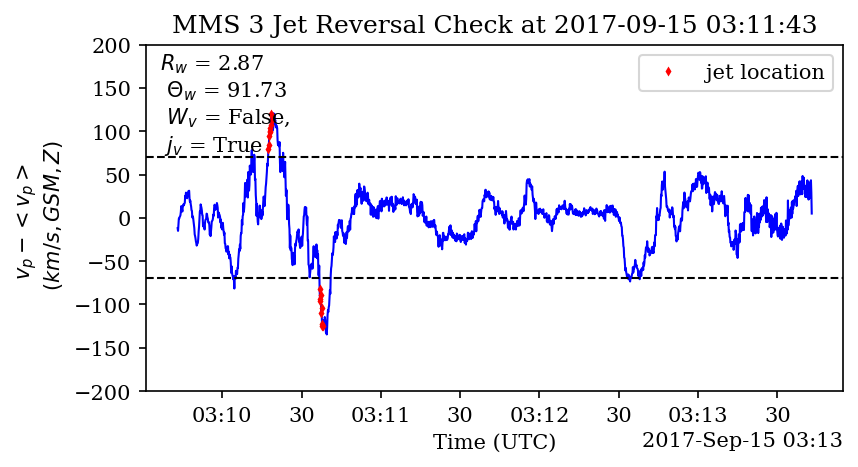 MMS 3 Jet Reversal Check at 2017-09-15 03:11:43
R_w = 2.87
Θ_w = 91.73
W_v = False,
j_v = True
jet location
v_p − < v_p >
(km/s, GSM, Z)
200
150
100
50
0
−50
−100
−150
−200
03:10 30 03:11 30 03:12 30 03:13 30
Time (UTC)
2017-Sep-15 03:13